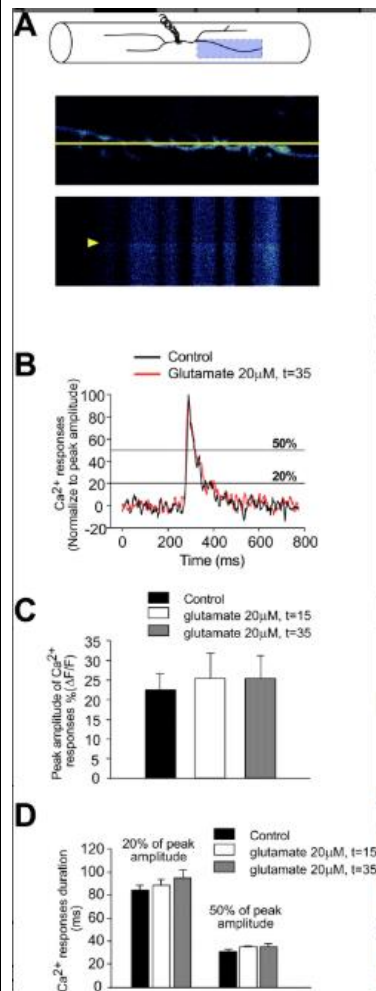 A
B
Control
Glutamate 20µM, t=35
Ca2+ responses
(Normalize to peak amplitude)
100
80
60
40
20
0
-20
50%
20%
0 200 400 600 800
Time (ms)
C
Control
glutamate 20µM, t=15
glutamate 20µM, t=35
Peak amplitude of Ca2+
responses %(ΔF/F)
35
30
25
20
15
10
5
0
D
20% of peak
amplitude
Control
glutamate 20µM, t=15
glutamate 20µM, t=35
50% of peak
amplitude
Ca2+ responses duration
(ms)
120
100
80
60
40
20
0